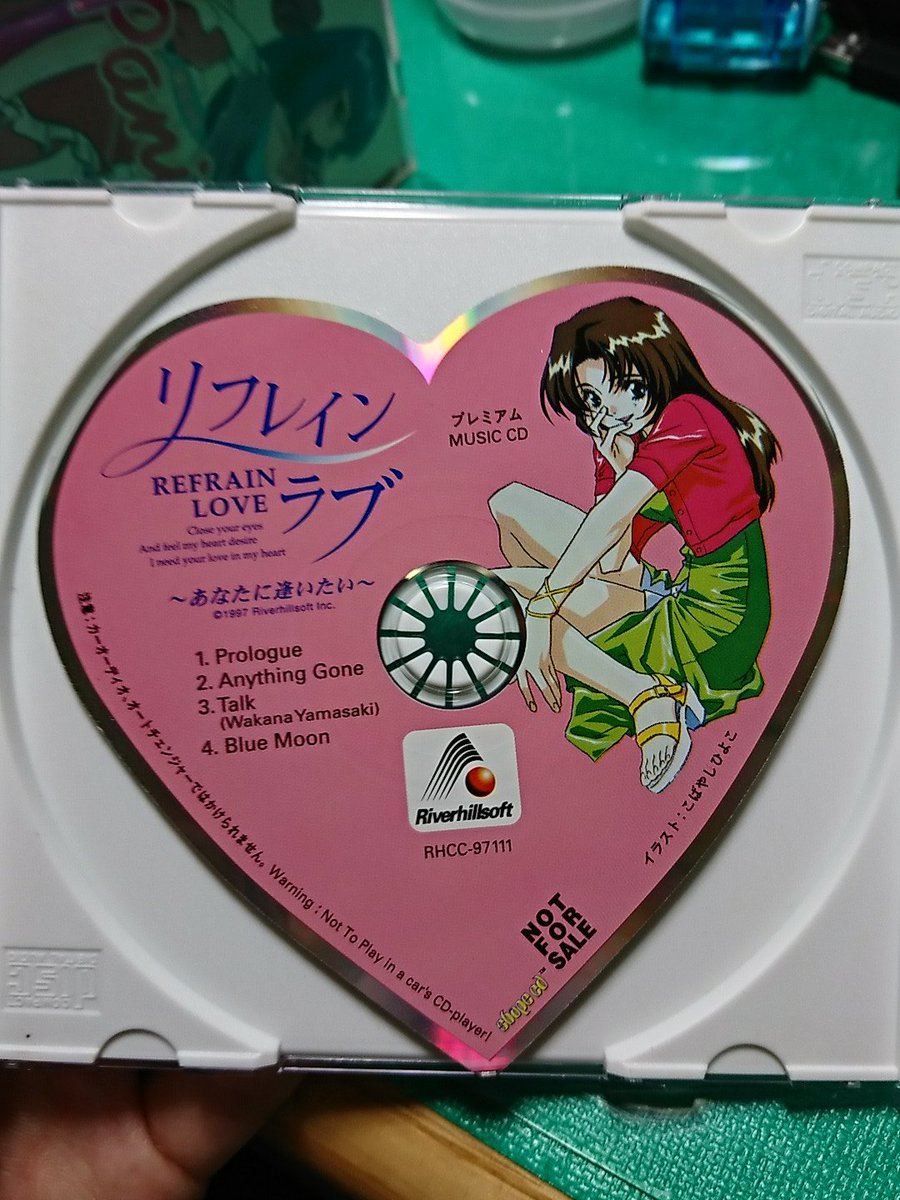 リフレイン
REFRAIN
LOVE
ラブ
Close your eyes
And feel my heart desire
I need your love in my heart
～あなたに逢いたい～
©1997 Riverhillsoft Inc.
プレミアム
MUSIC CD
1. Prologue
2. Anything Gone
3. Talk
(Wakana Yamasaki)
4. Blue Moon
Riverhillsoft
RHCC-97111
イラスト：こばやしひよこ
注意：カーオーディオ、オートチェンジャーではかけられません。 Warning : Not To Play in a car's CD-player!
NOT
FOR
SALE
shape CD™